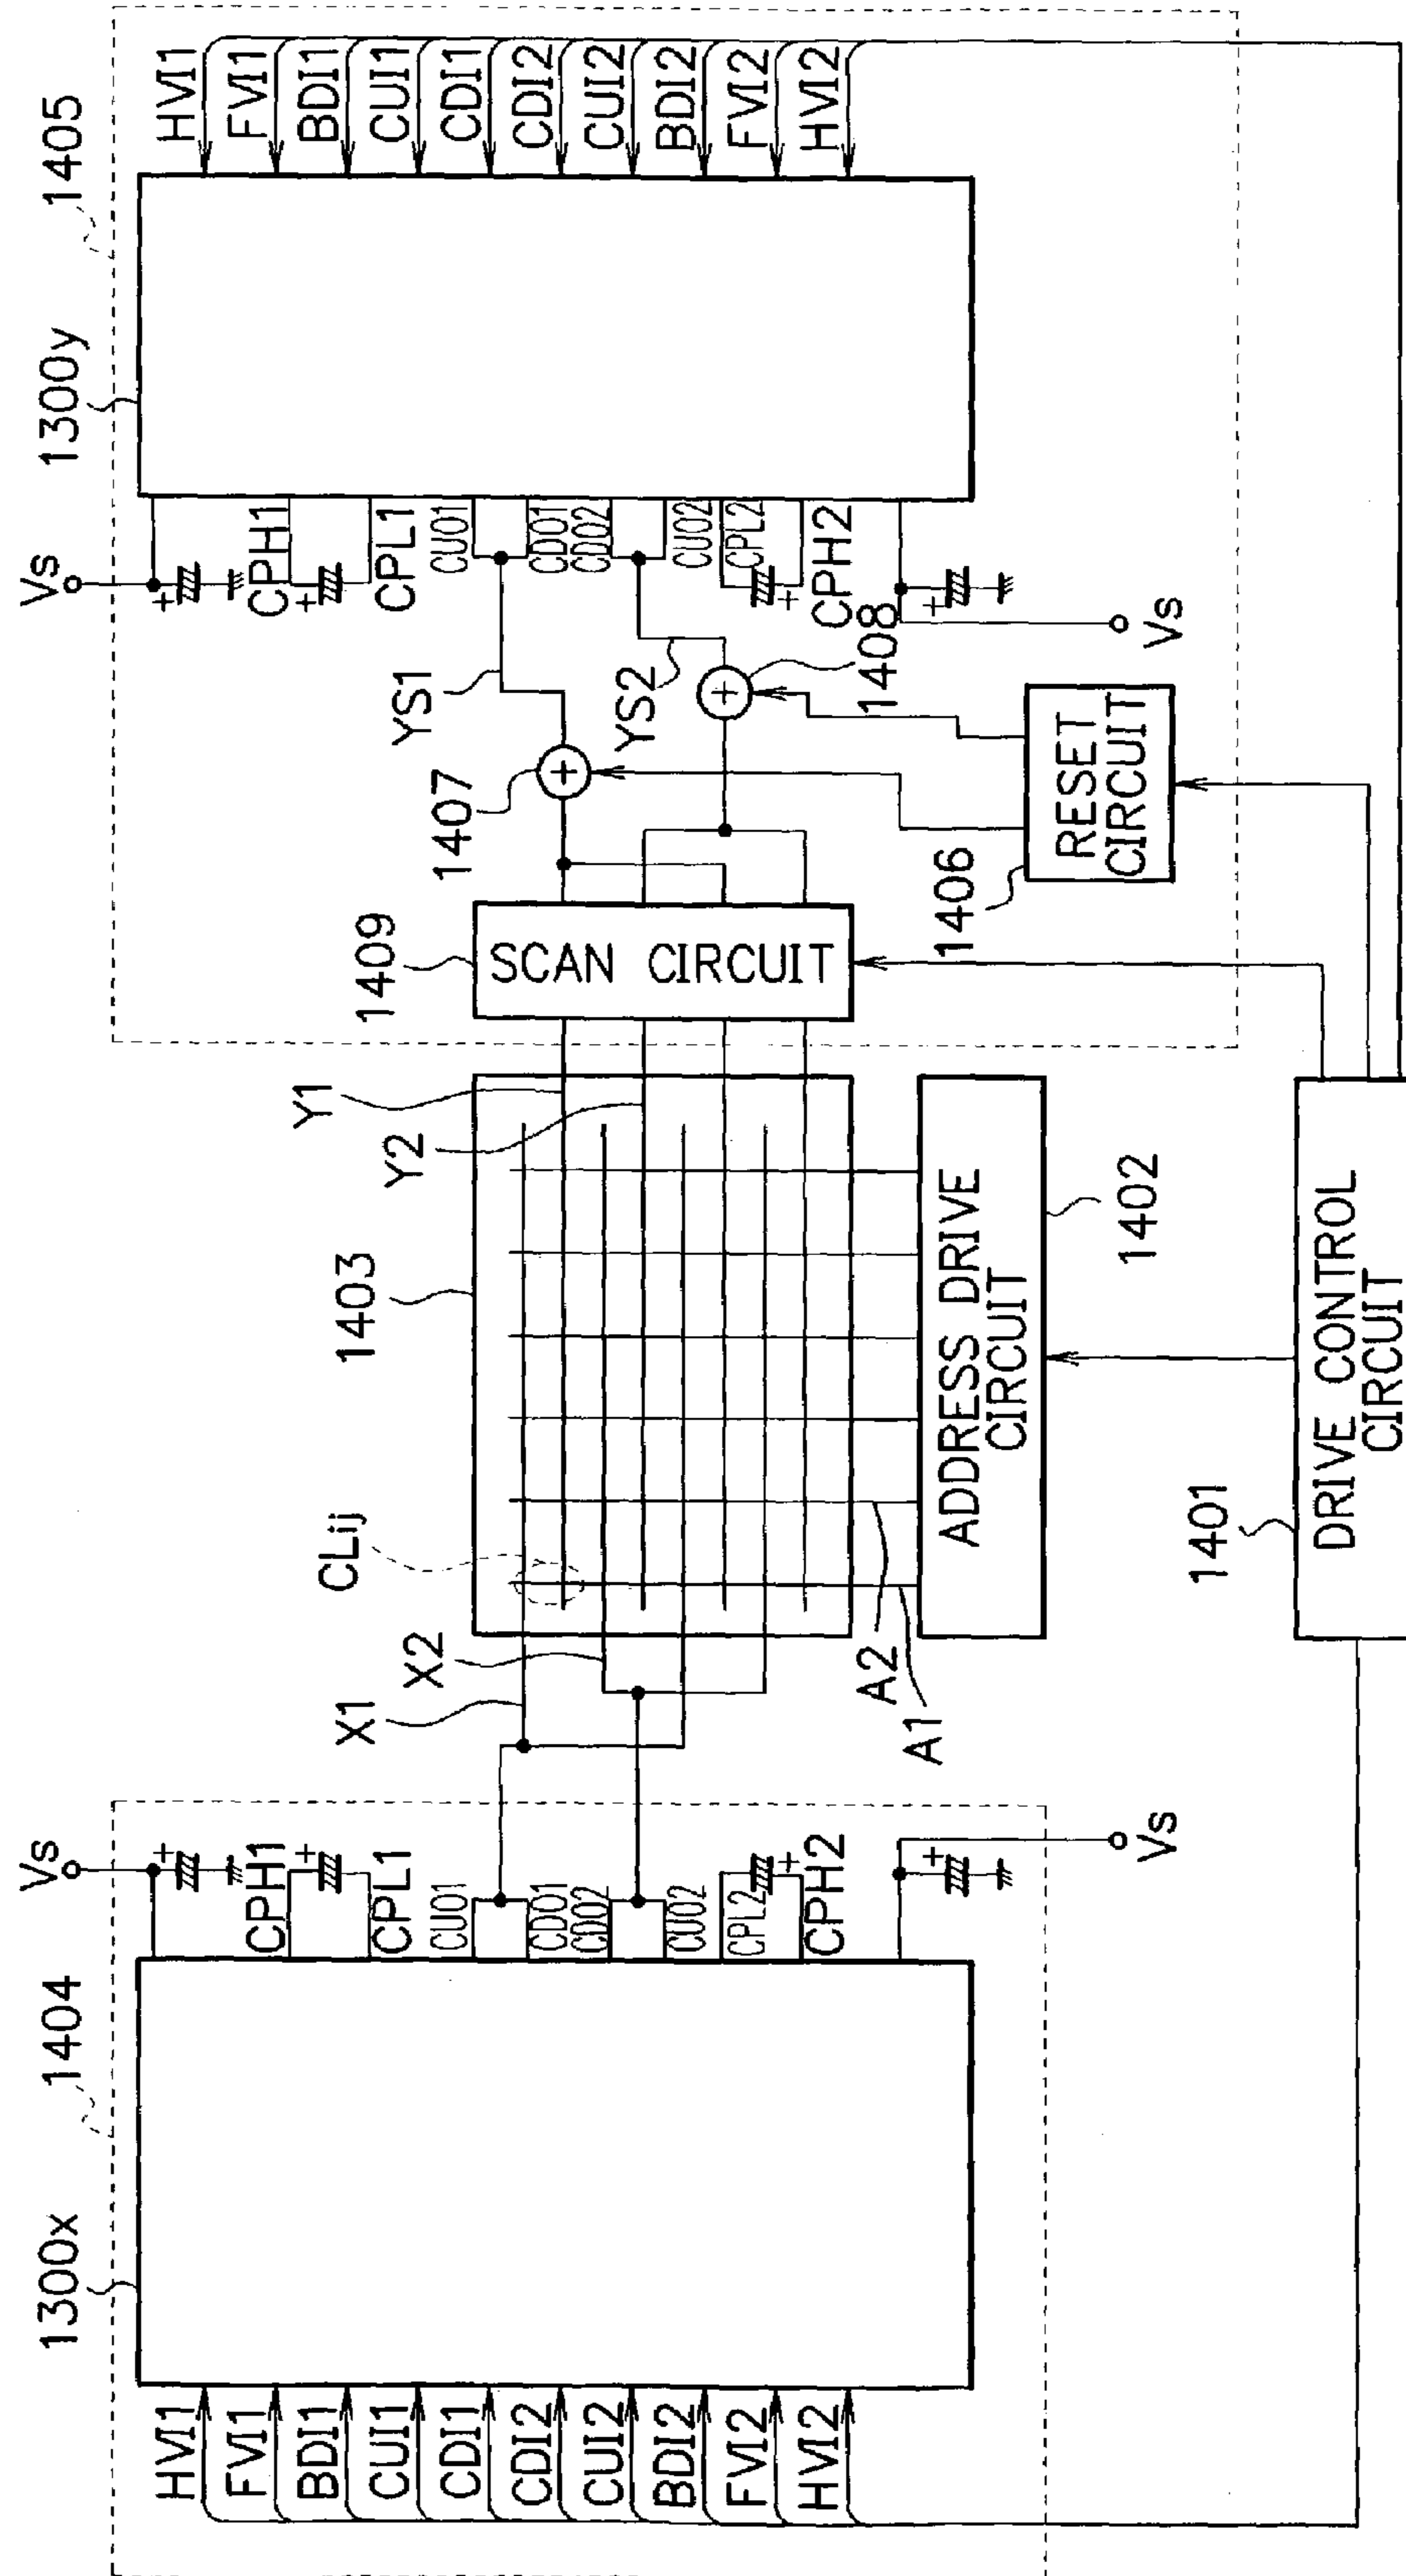 1300x
1404
Vs
HVI1
FVI1
BDI1
CUI1
CDI1
CDI2
CUI2
BDI2
FVI2
HVI2
+
CPH1
+
CPL1
CUO1
CDO1
CDO2
CUO2
CPL2
+
CPH2
+
Vs
X1
X2
CLij
1403
Y1
Y2
A1
A2
ADDRESS DRIVE
CIRCUIT
1402
1401
DRIVE CONTROL
CIRCUIT
1409
SCAN CIRCUIT
1407
+
YS1
YS2
+
1408
1406
RESET
CIRCUIT
Vs
1300y
1405
+
CPH1
+
CPL1
CUO1
CDO1
CDO2
CUO2
CPL2
+
CPH2
+
Vs
HVI1
FVI1
BDI1
CUI1
CDI1
CDI2
CUI2
BDI2
FVI2
HVI2